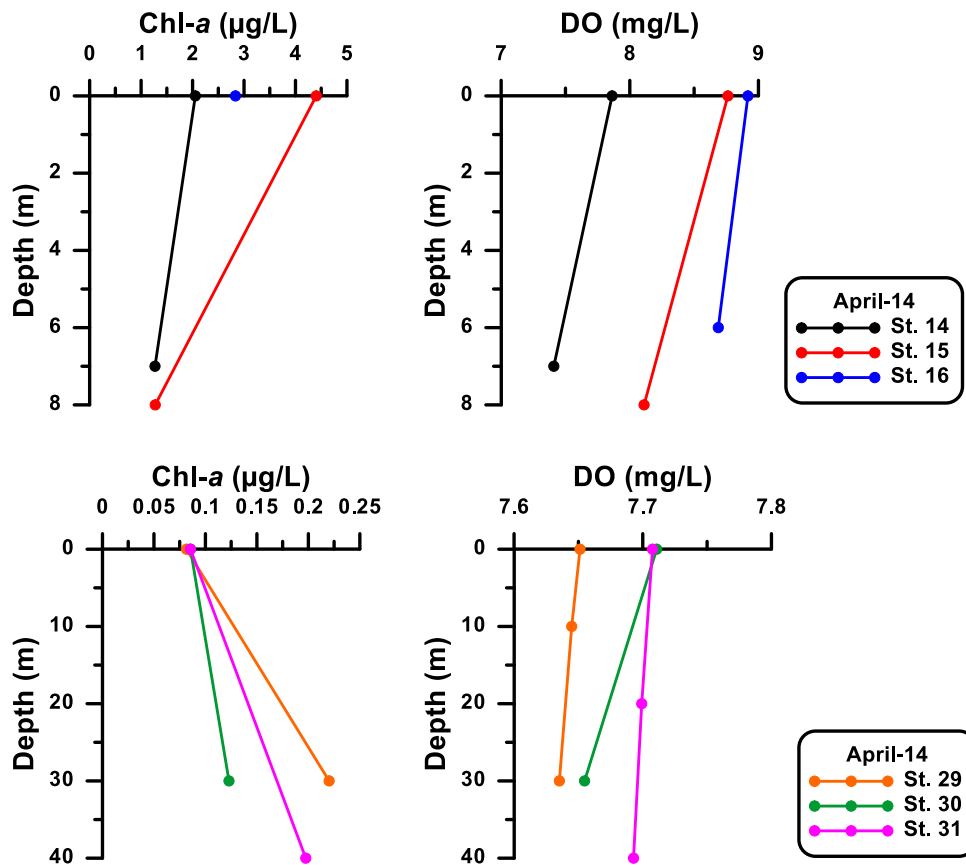 Chl-a (µg/L)
0 1 2 3 4 5
0
2
4
6
8
Depth (m)
DO (mg/L)
7 8 9
0
2
4
6
8
Depth (m)
April-14
St. 14
St. 15
St. 16
Chl-a (µg/L)
0 0.05 0.1 0.15 0.2 0.25
0
10
20
30
40
Depth (m)
DO (mg/L)
7.6 7.7 7.8
0
10
20
30
40
Depth (m)
April-14
St. 29
St. 30
St. 31